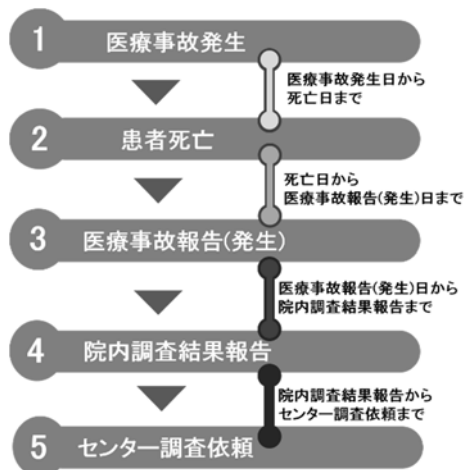 1 医療事故発生
医療事故発生日から
死亡日まで
2 患者死亡
死亡日から
医療事故報告(発生)日まで
3 医療事故報告(発生)
医療事故報告(発生)日から
院内調査結果報告まで
4 院内調査結果報告
院内調査結果報告から
センター調査依頼まで
5 センター調査依頼